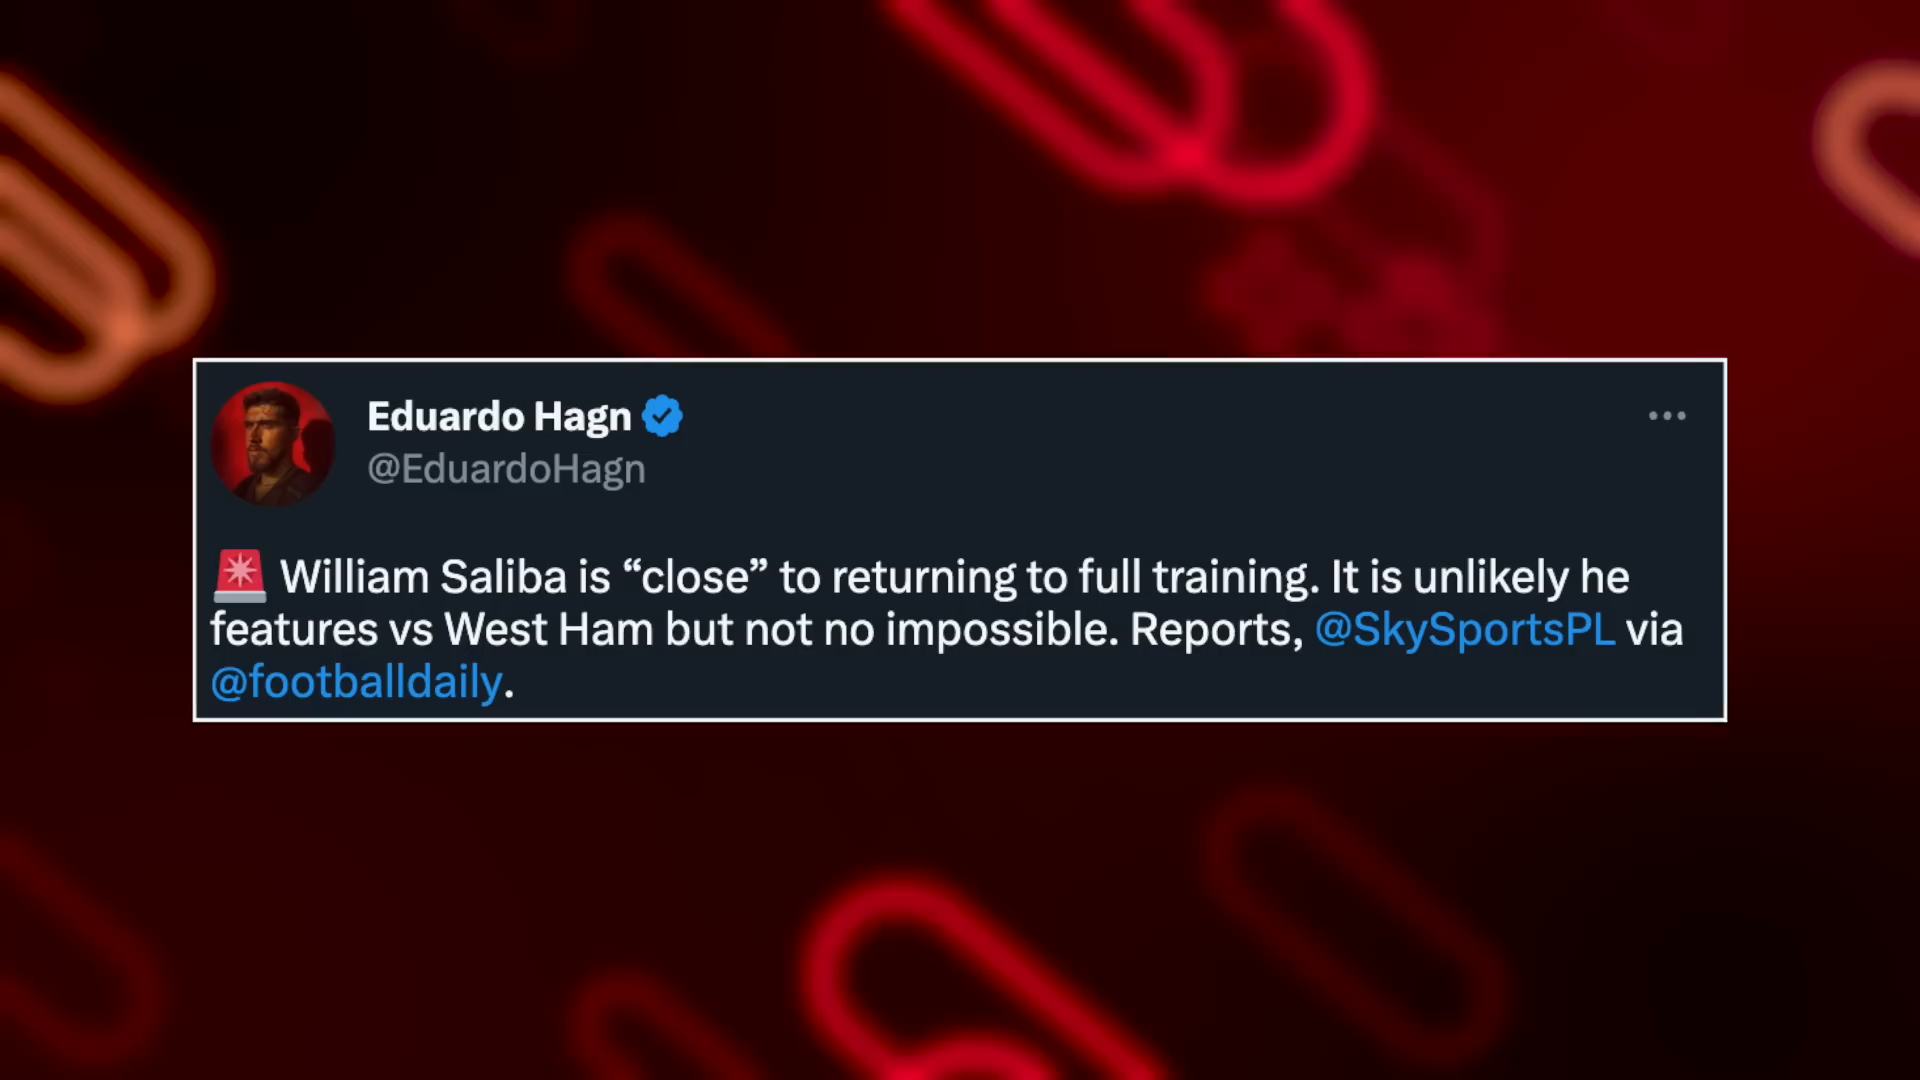 Eduardo Hagn
@EduardoHagn
🚨 William Saliba is “close” to returning to full training. It is unlikely he
features vs West Ham but not no impossible. Reports, @SkySportsPL via
@footballdaily.